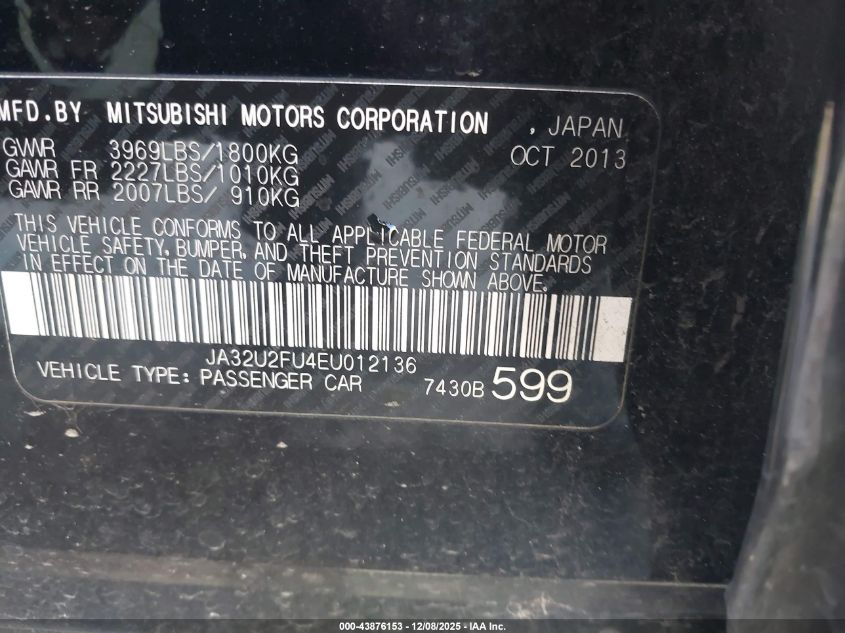 MFD.BY MITSUBISHI MOTORS CORPORATION , JAPAN
GVWR 3969LBS/1800KG OCT 2013
GAWR FR 2227LBS/1010KG
GAWR RR 2007LBS/ 910KG
THIS VEHICLE CONFORMS TO ALL APPLICABLE FEDERAL MOTOR
VEHICLE SAFETY, BUMPER, AND THEFT PREVENTION STANDARDS
IN EFFECT ON THE DATE OF MANUFACTURE SHOWN ABOVE.
JA32U2FU4EU012136
VEHICLE TYPE: PASSENGER CAR 7430B 599
000-43876153 - 12/08/2025 - IAA Inc.